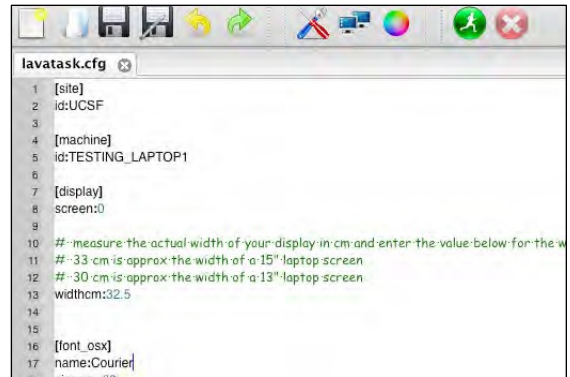 lavatask.cfg
1 [site]
2 id:UCSF
3
4 [machine]
5 id:TESTING_LAPTOP1
6
7 [display]
8 screen:0
9
10 # measure the actual width of your display in cm and enter the value below for the w
11 # 33 cm is approx the width of a 15" laptop screen
12 # 30 cm is approx the width of a 13" laptop screen
13 widthcm:32.5
14
15
16 [font_osx]
17 name:Courier